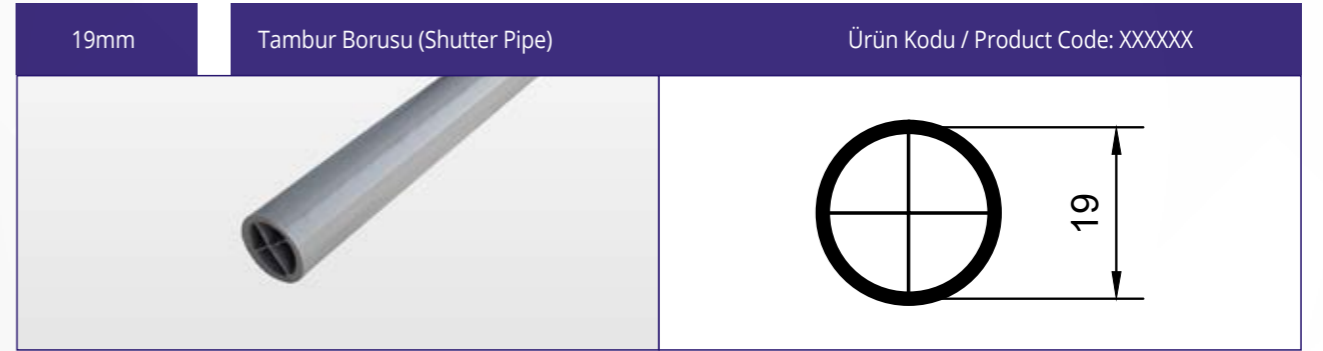 19mm
Tambur Borusu (Shutter Pipe)
Ürün Kodu / Product Code: XXXXXX
19